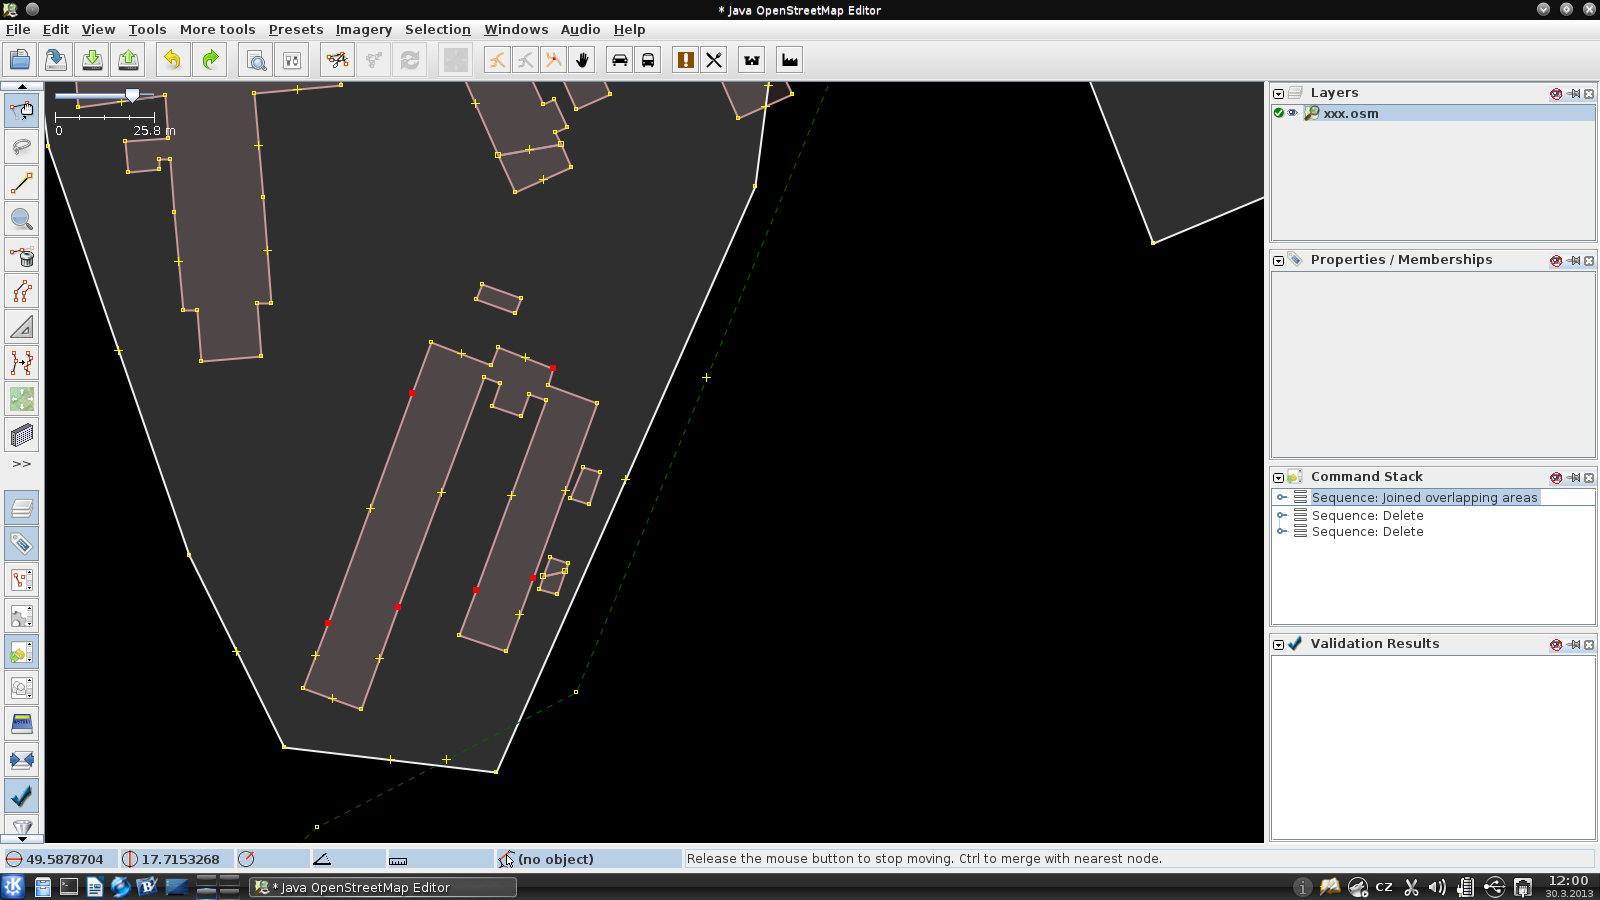 * Java OpenStreetMap Editor
File Edit View Tools More tools Presets Imagery Selection Windows Audio Help
0 25.8 m
>>
Layers
xxx.osm
Properties / Memberships
Command Stack
Sequence: Joined overlapping areas
Sequence: Delete
Sequence: Delete
Validation Results
49.5878704 17.7153268 (no object) Release the mouse button to stop moving. Ctrl to merge with nearest node.
* Java OpenStreetMap Editor
CZ
12:00
30.3.2013